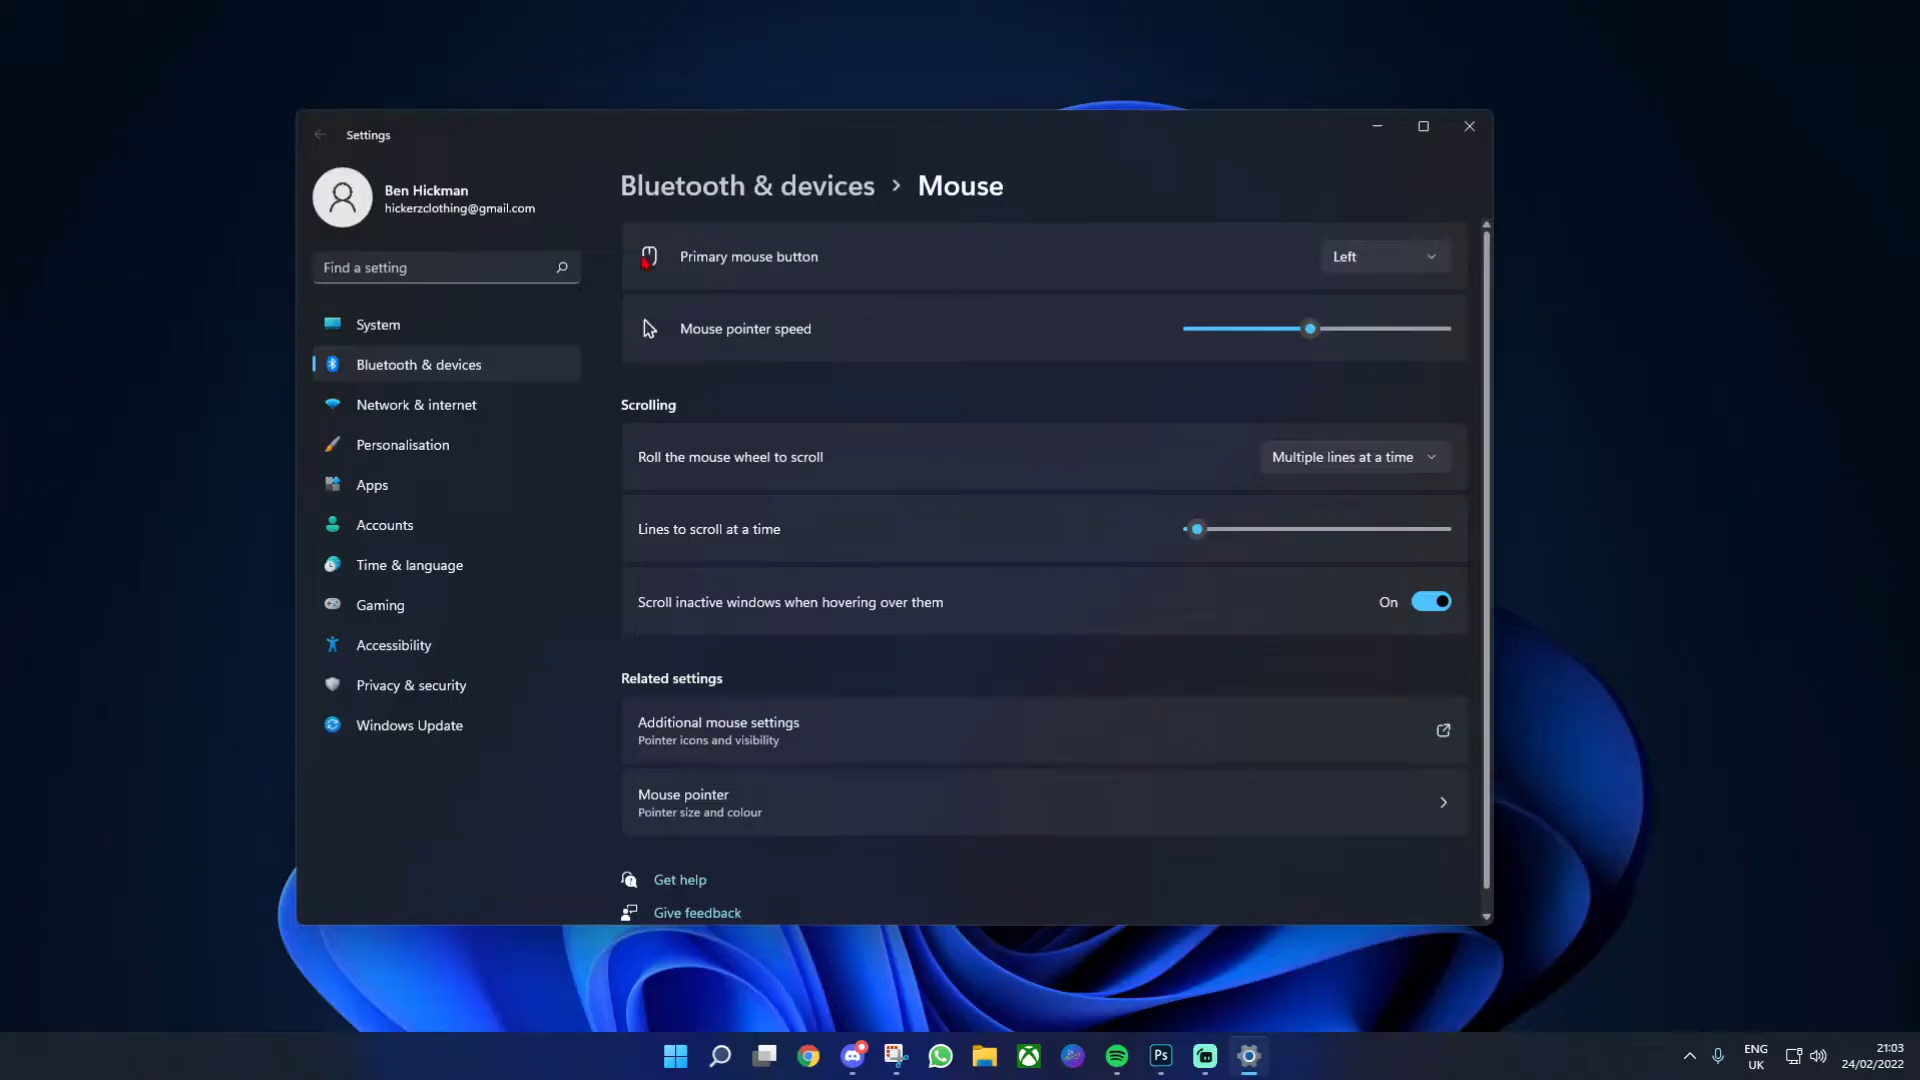 Settings
Ben Hickman
hickerzclothing@gmail.com
Find a setting
System
Bluetooth & devices
Network & internet
Personalisation
Apps
Accounts
Time & language
Gaming
Accessibility
Privacy & security
Windows Update
Bluetooth & devices › Mouse
Primary mouse button
Left
Mouse pointer speed
Scrolling
Roll the mouse wheel to scroll
Multiple lines at a time
Lines to scroll at a time
Scroll inactive windows when hovering over them
On
Related settings
Additional mouse settings
Pointer icons and visibility
Mouse pointer
Pointer size and colour
Get help
Give feedback
Ps
ENG
UK
21:03
24/02/2022